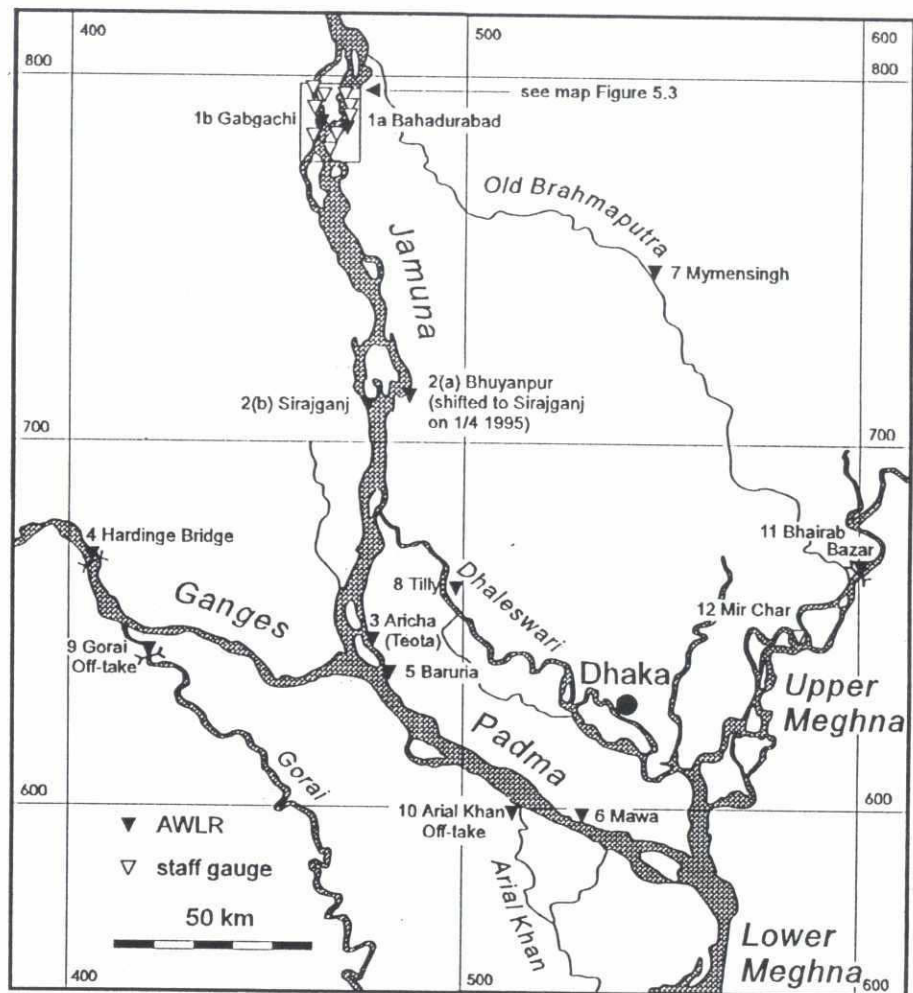 400
500
600
800
800
see map Figure 5.3
1b Gabgachi
1a Bahadurabad
Old Brahmaputra
Jamuna
7 Mymensingh
2(a) Bhuyanpur
(shifted to Sirajganj
on 1/4 1995)
2(b) Sirajganj
700
700
4 Hardinge Bridge
11 Bhairab
Bazar
Ganges
8 Tilly
Dhaleswari
12 Mir Char
3 Aricha
(Teota)
9 Gorai
Off-take
5 Baruria
Dhaka
Upper
Meghna
Padma
Gorai
600
600
10 Arial Khan
Off-take
6 Mawa
AWLR
staff gauge
Arial Khan
50 km
Lower
Meghna
400
500
600